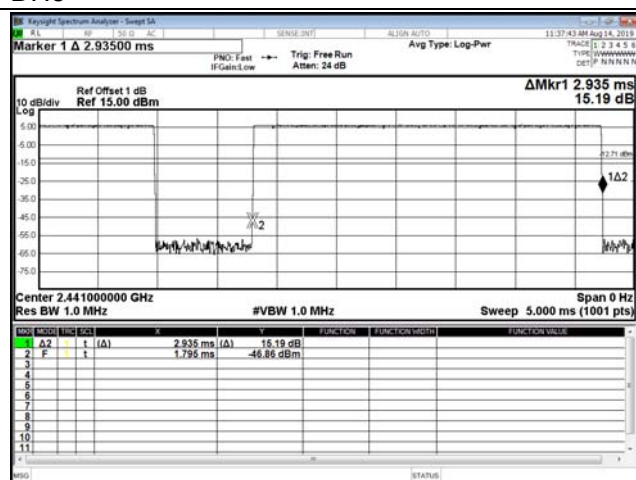 Keysight Spectrum Analyzer - Swept SA
RL RF 50 Ω AC SENSE:INT ALIGN AUTO 11:37:43 AM Aug 14, 2019
Marker 1 Δ 2.93500 ms
PNO: Fast
IFGain:Low
Trig: Free Run
Atten: 24 dB
Avg Type: Log-Pwr
TRACE 1 2 3 4 5 6
TYPE WWWWWW
DET P NNNNN
ΔMkr1 2.935 ms
15.19 dB
Ref Offset 1 dB
10 dB/div Ref 15.00 dBm
Log
5.00
-5.00
-15.0
-12.71 dBm
-25.0
1Δ2
-35.0
-45.0
2
-55.0
-65.0
-75.0
Center 2.441000000 GHz Span 0 Hz
Res BW 1.0 MHz #VBW 1.0 MHz Sweep 5.000 ms (1001 pts)
MKR MODE TRC SCL X Y FUNCTION FUNCTION WIDTH FUNCTION VALUE
1 Δ2 1 t (Δ) 2.935 ms (Δ) 15.19 dB
2 F 1 t 1.795 ms -46.86 dBm
3
4
5
6
7
8
9
10
11
MSG STATUS